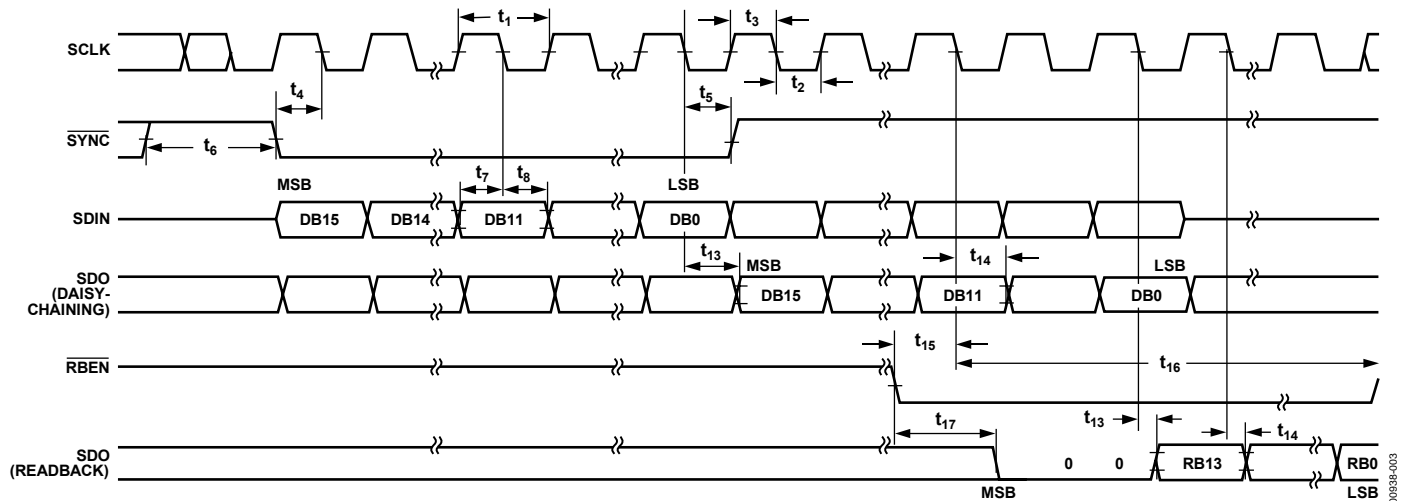 t1 t3
SCLK
t4 t5 t2
SYNC
t6
MSB t7 t8 LSB
SDIN DB15 DB14 DB11 DB0
t13 MSB t14 LSB
SDO
(DAISY-
CHAINING)
DB15 DB11 DB0
t15
RBEN t16
t17 t13 t14
SDO
(READBACK)
0 0 RB13 RB0
MSB LSB
00938-003